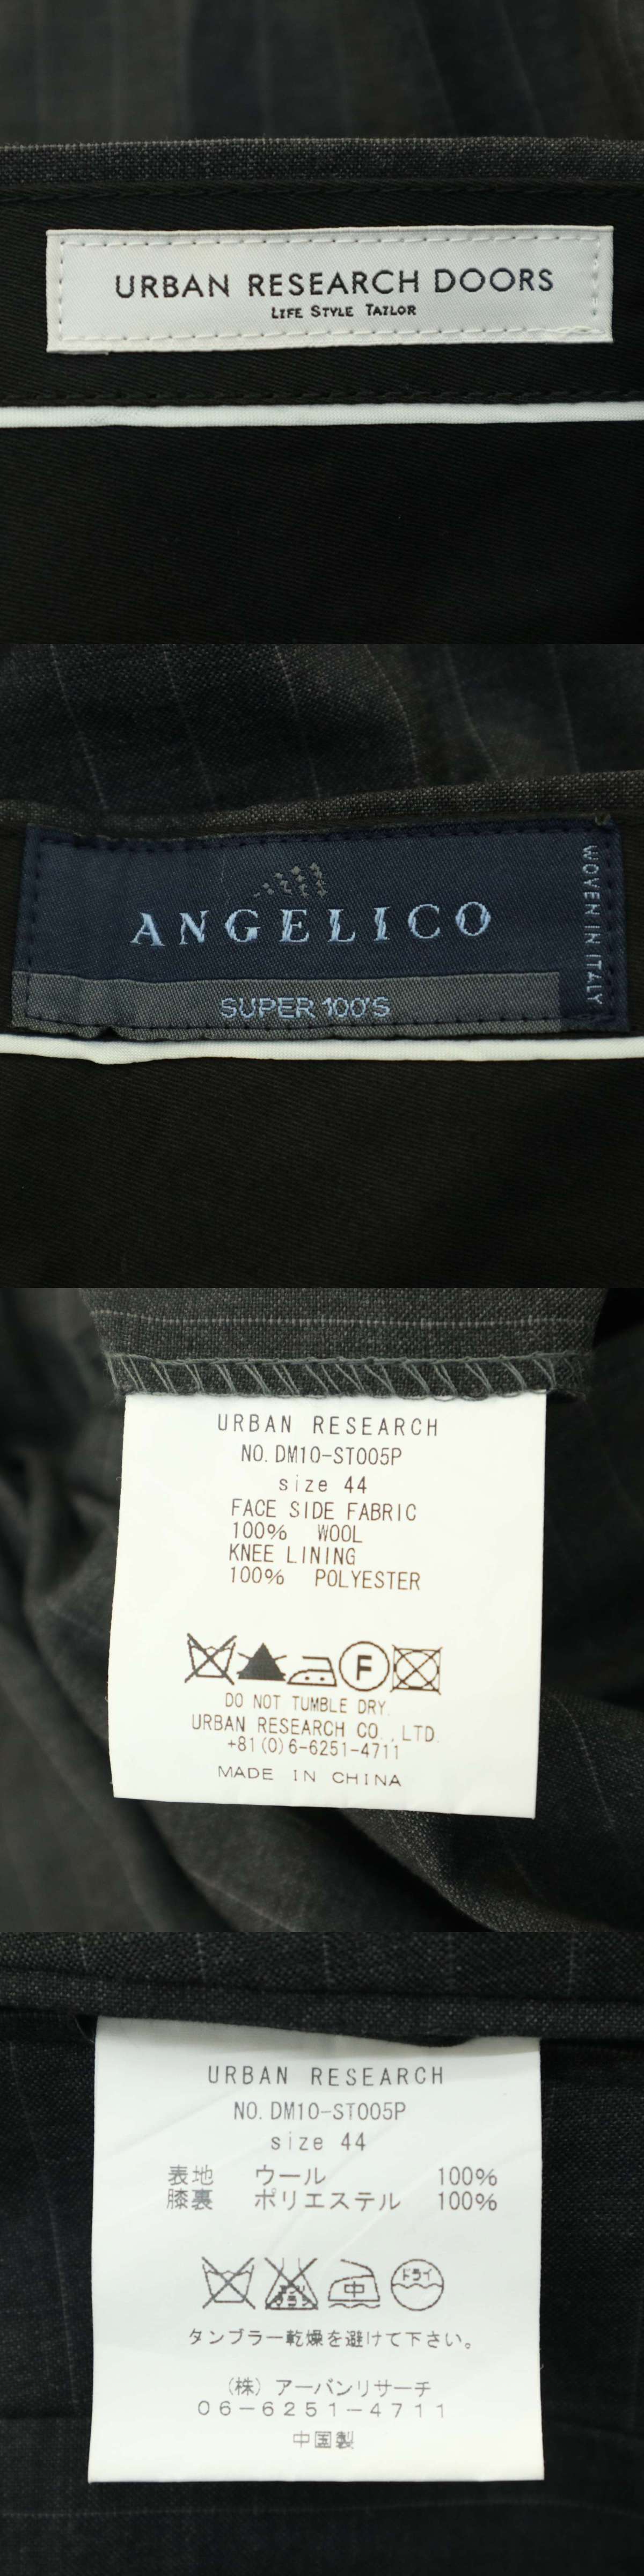 URBAN RESEARCH DOORS
LIFE STYLE TAILOR
ANGELICO
SUPER 100'S
WOVEN IN ITALY
URBAN RESEARCH
NO. DM10-ST005P
size 44
FACE SIDE FABRIC
100% WOOL
KNEE LINING
100% POLYESTER
F
DO NOT TUMBLE DRY.
URBAN RESEARCH CO., LTD.
+81(0)6-6251-4711
MADE IN CHINA
URBAN RESEARCH
NO. DM10-ST005P
size 44
表地 ウール 100%
膝裏 ポリエステル 100%
中 ドライ
タンブラー乾燥を避けて下さい。
(株) アーバンリサーチ
06-6251-4711
中国製